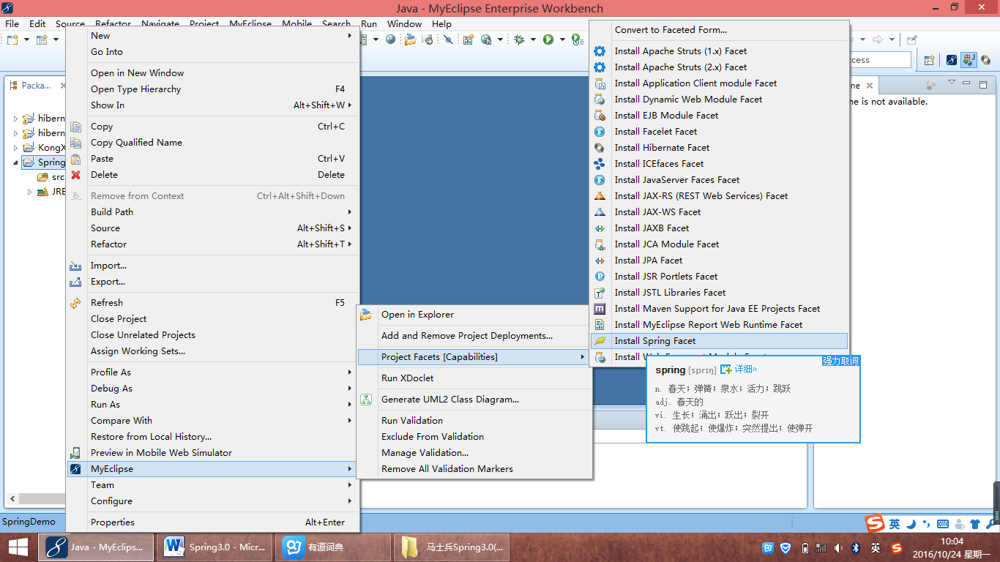 Java - MyEclipse Enterprise Workbench
File Edit Source Refactor Navigate Project MyEclipse Mobile Search Run Window Help
Packa...
hibern
hibern
KongX
Spring
src
JRE
New
Go Into
Open in New Window
Open Type Hierarchy F4
Show In Alt+Shift+W
Copy Ctrl+C
Copy Qualified Name
Paste Ctrl+V
Delete Delete
Remove from Context Ctrl+Alt+Shift+Down
Build Path
Source Alt+Shift+S
Refactor Alt+Shift+T
Import...
Export...
Refresh F5
Close Project
Close Unrelated Projects
Assign Working Sets...
Profile As
Debug As
Run As
Compare With
Restore from Local History...
Preview in Mobile Web Simulator
MyEclipse
Team
Configure
Properties Alt+Enter
Open in Explorer
Add and Remove Project Deployments...
Project Facets [Capabilities]
Run XDoclet
Generate UML2 Class Diagram...
Run Validation
Exclude From Validation
Manage Validation...
Remove All Validation Markers
Convert to Faceted Form...
Install Apache Struts (1.x) Facet
Install Apache Struts (2.x) Facet
Install Application Client module Facet
Install Dynamic Web Module Facet
Install EJB Module Facet
Install Facelet Facet
Install Hibernate Facet
Install ICEfaces Facet
Install JavaServer Faces Facet
Install JAX-RS (REST Web Services) Facet
Install JAX-WS Facet
Install JAXB Facet
Install JCA Module Facet
Install JPA Facet
Install JSR Portlets Facet
Install JSTL Libraries Facet
Install Maven Support for Java EE Projects Facet
Install MyEclipse Report Web Runtime Facet
Install Spring Facet
Install
强力取词
spring [sprɪŋ] 详细»
n. 春天；弹簧；泉水；活力；跳跃
adj. 春天的
vi. 生长；涌出；跃出；裂开
vt. 使跳起；使爆炸；突然提出；使弹开
ccess
ne
ne is not available.
SpringDemo
英
Java - MyEclips...
Spring3.0 - Micr...
有道词典
马士兵Spring3.0(...
英
10:04
2016/10/24 星期一